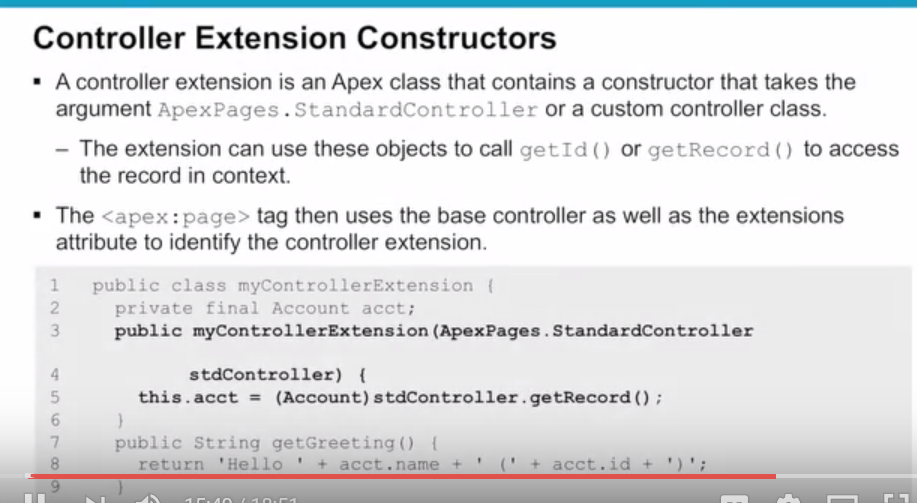 Controller Extension Constructors
▪ A controller extension is an Apex class that contains a constructor that takes the
argument ApexPages.StandardController or a custom controller class.
– The extension can use these objects to call getId() or getRecord() to access
the record in context.
▪ The <apex:page> tag then uses the base controller as well as the extensions
attribute to identify the controller extension.
1 public class myControllerExtension {
2 private final Account acct;
3 public myControllerExtension(ApexPages.StandardController
4 stdController) {
5 this.acct = (Account)stdController.getRecord();
6 }
7 public String getGreeting() {
8 return 'Hello ' + acct.name + ' (' + acct.id + ')';
9 }